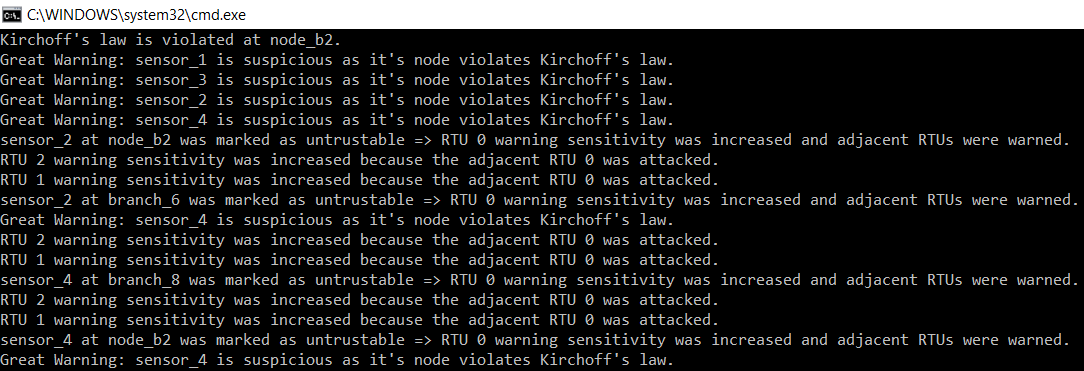 C:\WINDOWS\system32\cmd.exe
Kirchoff's law is violated at node_b2.
Great Warning: sensor_1 is suspicious as it's node violates Kirchoff's law.
Great Warning: sensor_3 is suspicious as it's node violates Kirchoff's law.
Great Warning: sensor_2 is suspicious as it's node violates Kirchoff's law.
Great Warning: sensor_4 is suspicious as it's node violates Kirchoff's law.
sensor_2 at node_b2 was marked as untrustable => RTU 0 warning sensitivity was increased and adjacent RTUs were warned.
RTU 2 warning sensitivity was increased because the adjacent RTU 0 was attacked.
RTU 1 warning sensitivity was increased because the adjacent RTU 0 was attacked.
sensor_2 at branch_6 was marked as untrustable => RTU 0 warning sensitivity was increased and adjacent RTUs were warned.
Great Warning: sensor_4 is suspicious as it's node violates Kirchoff's law.
RTU 2 warning sensitivity was increased because the adjacent RTU 0 was attacked.
RTU 1 warning sensitivity was increased because the adjacent RTU 0 was attacked.
sensor_4 at branch_8 was marked as untrustable => RTU 0 warning sensitivity was increased and adjacent RTUs were warned.
RTU 2 warning sensitivity was increased because the adjacent RTU 0 was attacked.
RTU 1 warning sensitivity was increased because the adjacent RTU 0 was attacked.
sensor_4 at node_b2 was marked as untrustable => RTU 0 warning sensitivity was increased and adjacent RTUs were warned.
Great Warning: sensor_4 is suspicious as it's node violates Kirchoff's law.